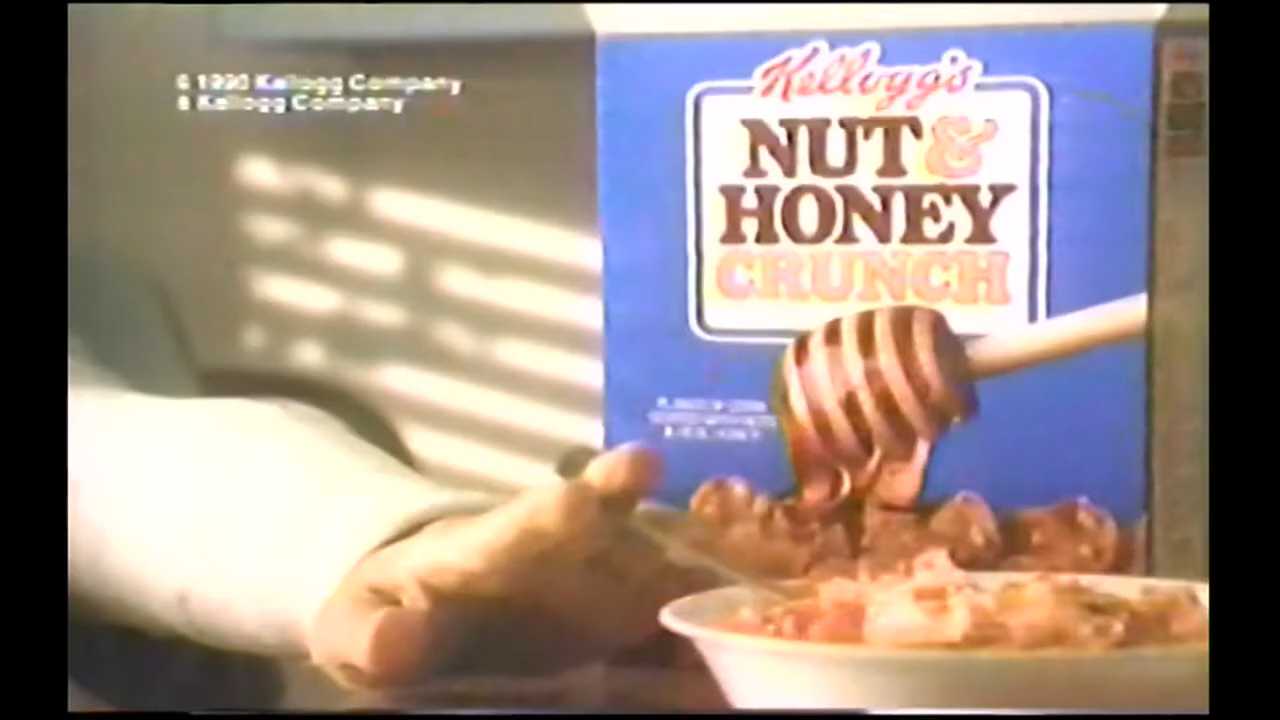 © 1990 Kellogg Company
® Kellogg Company
Kellogg's
NUT &
HONEY
CRUNCH